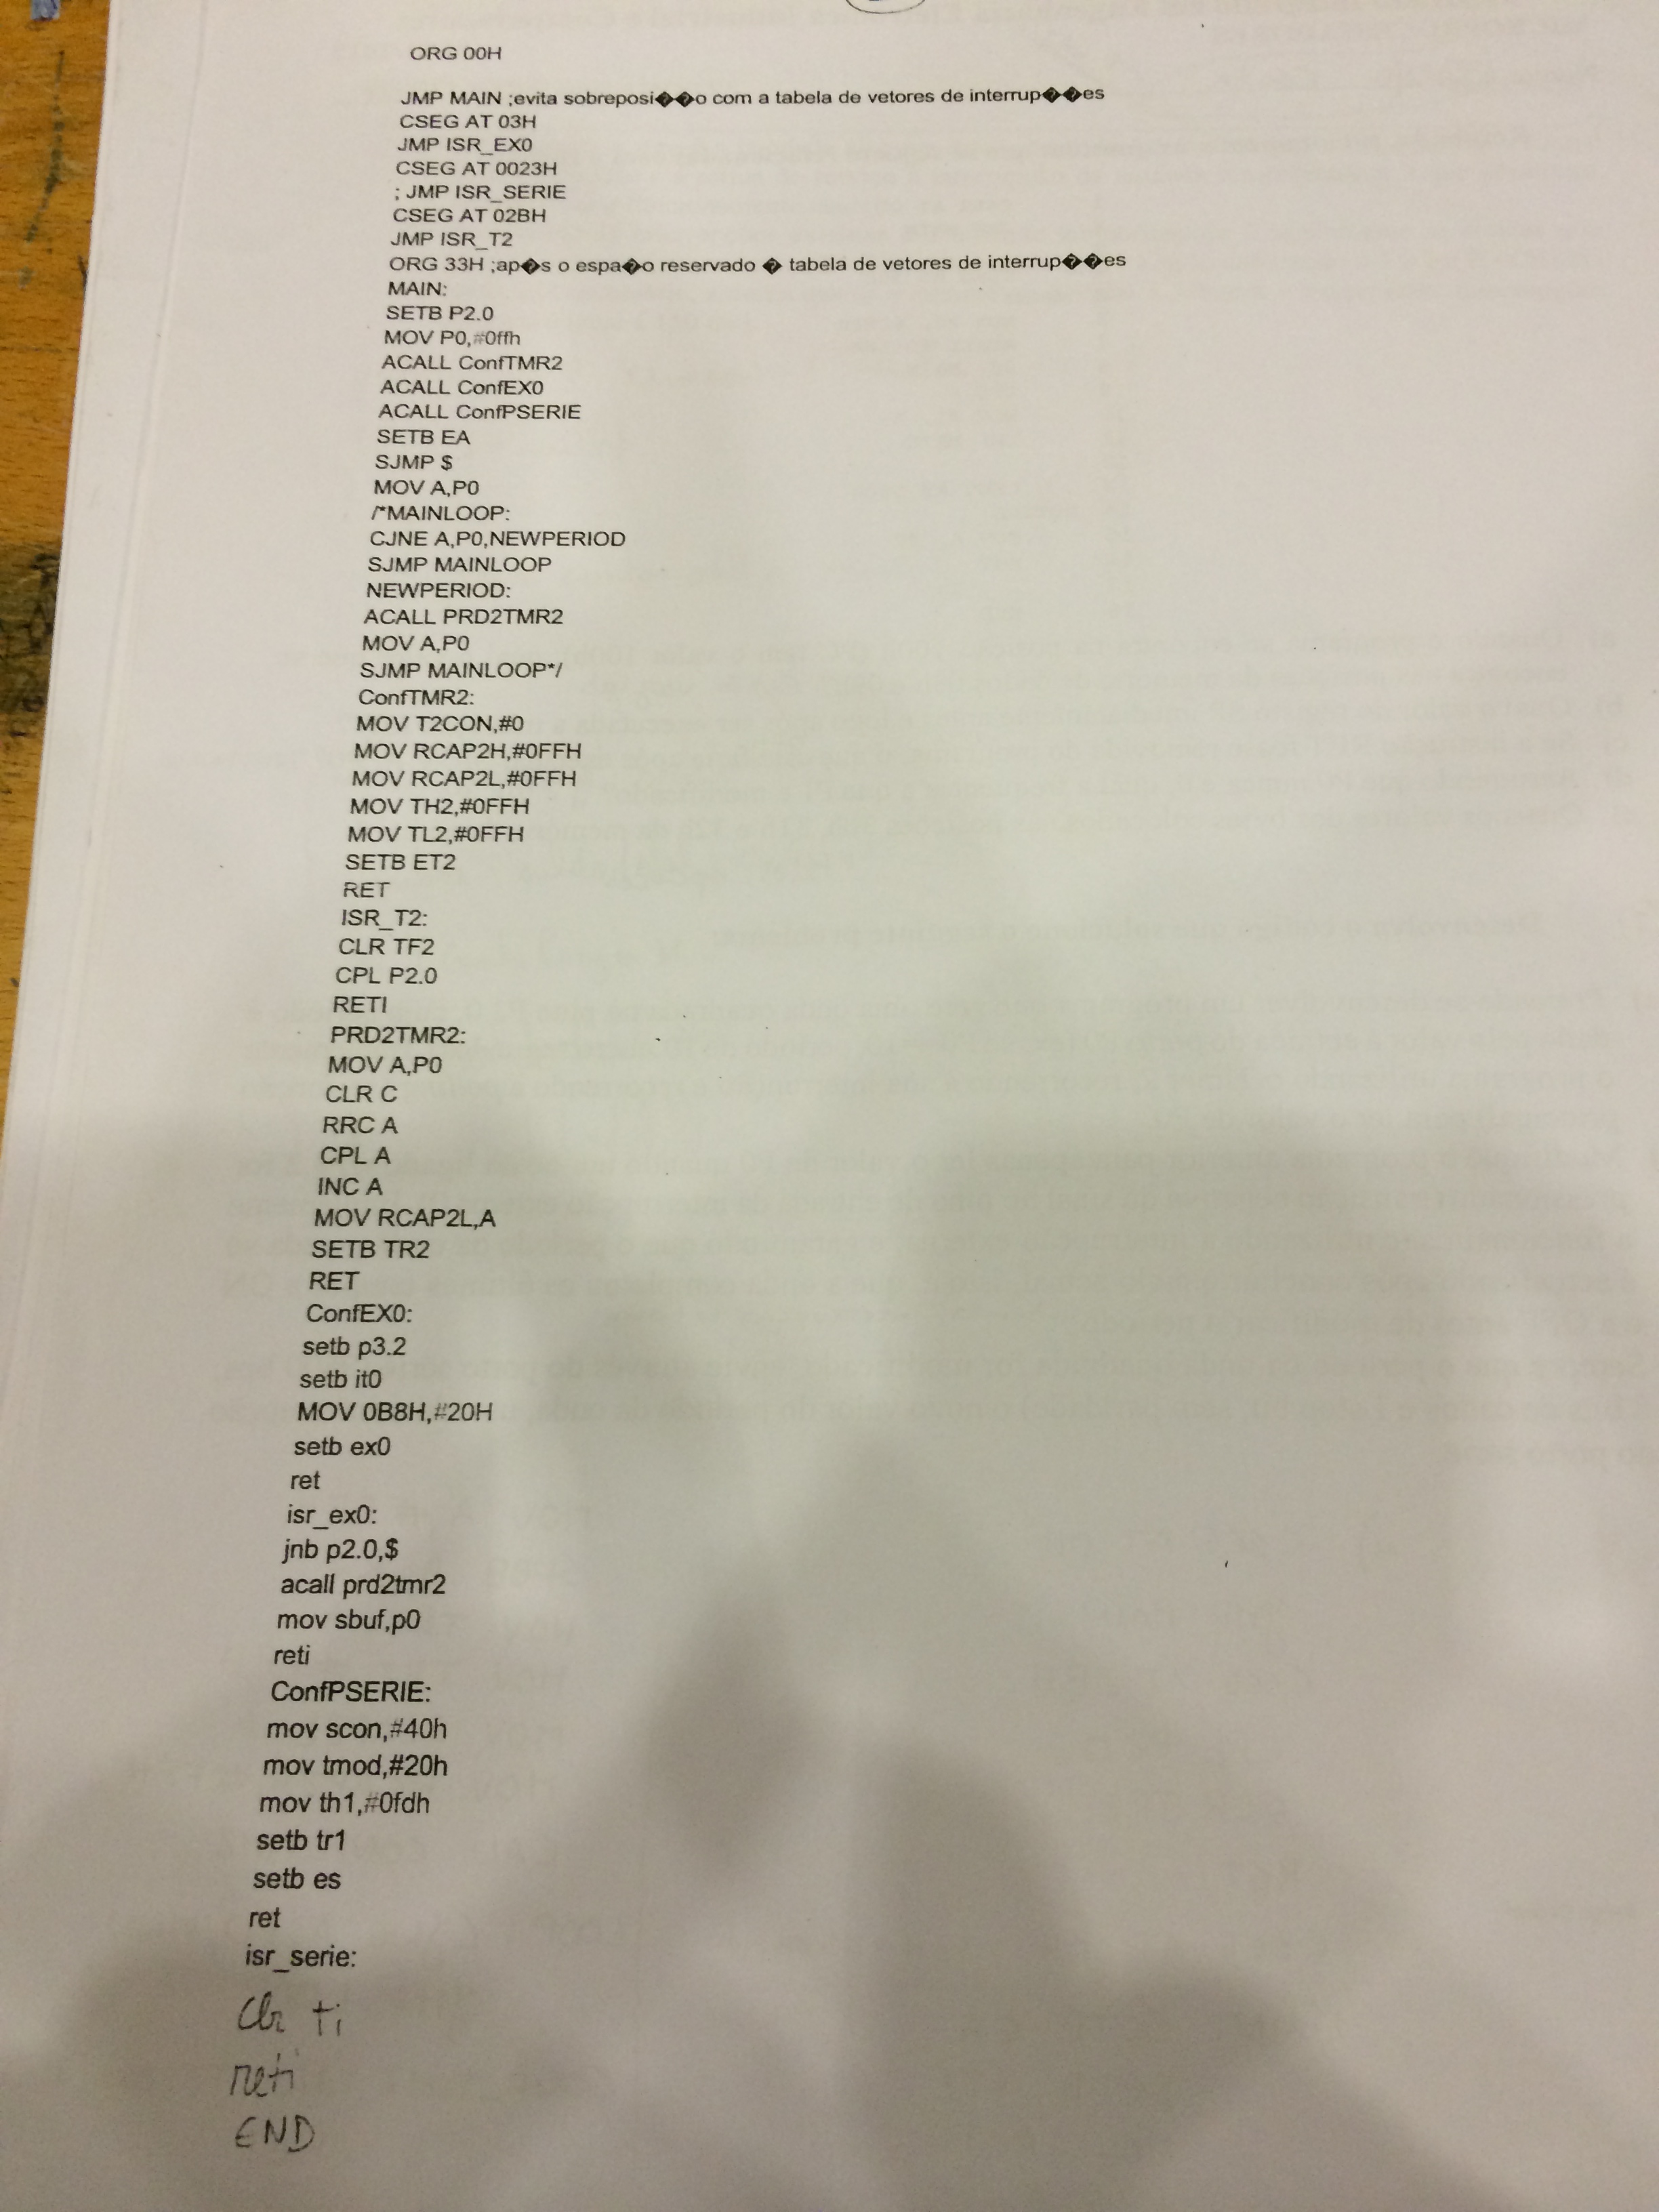 ORG 00H
JMP MAIN ;evita sobreposi��o com a tabela de vetores de interrup��es
CSEG AT 03H
JMP ISR_EX0
CSEG AT 0023H
; JMP ISR_SERIE
CSEG AT 02BH
JMP ISR_T2
ORG 33H ;ap�s o espa�o reservado � tabela de vetores de interrup��es
MAIN:
SETB P2.0
MOV P0,#0ffh
ACALL ConfTMR2
ACALL ConfEX0
ACALL ConfPSERIE
SETB EA
SJMP $
MOV A,P0
/*MAINLOOP:
CJNE A,P0,NEWPERIOD
SJMP MAINLOOP
NEWPERIOD:
ACALL PRD2TMR2
MOV A,P0
SJMP MAINLOOP*/
ConfTMR2:
MOV T2CON,#0
MOV RCAP2H,#0FFH
MOV RCAP2L,#0FFH
MOV TH2,#0FFH
MOV TL2,#0FFH
SETB ET2
RET
ISR_T2:
CLR TF2
CPL P2.0
RETI
PRD2TMR2:
MOV A,P0
CLR C
RRC A
CPL A
INC A
MOV RCAP2L,A
SETB TR2
RET
ConfEX0:
setb p3.2
setb it0
MOV 0B8H,#20H
setb ex0
ret
isr_ex0:
jnb p2.0,$
acall prd2tmr2
mov sbuf,p0
reti
ConfPSERIE:
mov scon,#40h
mov tmod,#20h
mov th1,#0fdh
setb tr1
setb es
ret
isr_serie:
Clr ti
reti
END